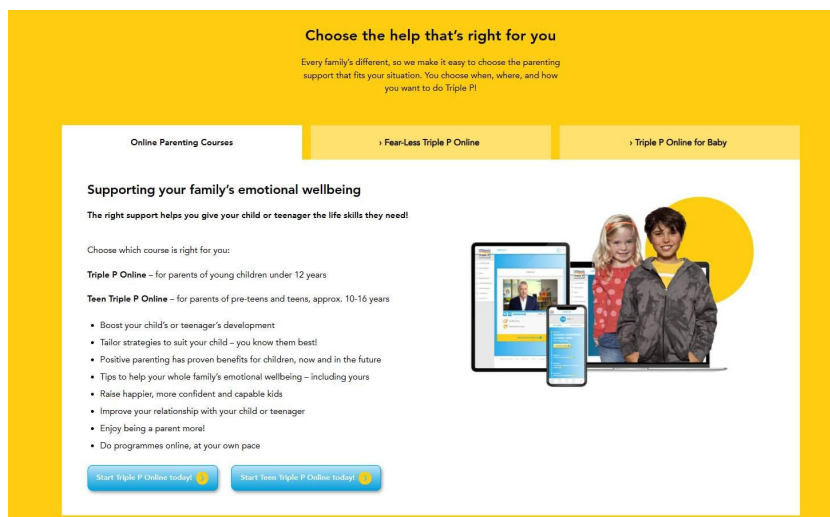 Choose the help that's right for you
Every family's different, so we make it easy to choose the parenting
support that fits your situation. You choose when, where, and how
you want to do Triple P!
Online Parenting Courses
› Fear-Less Triple P Online
› Triple P Online for Baby
Supporting your family's emotional wellbeing
The right support helps you give your child or teenager the life skills they need!
Choose which course is right for you:
Triple P Online – for parents of young children under 12 years
Teen Triple P Online – for parents of pre-teens and teens, approx. 10-16 years
• Boost your child's or teenager's development
• Tailor strategies to suit your child – you know them best!
• Positive parenting has proven benefits for children, now and in the future
• Tips to help your whole family's emotional wellbeing – including yours
• Raise happier, more confident and capable kids
• Improve your relationship with your child or teenager
• Enjoy being a parent more!
• Do programmes online, at your own pace
Start Triple P Online today!
Start Teen Triple P Online today!